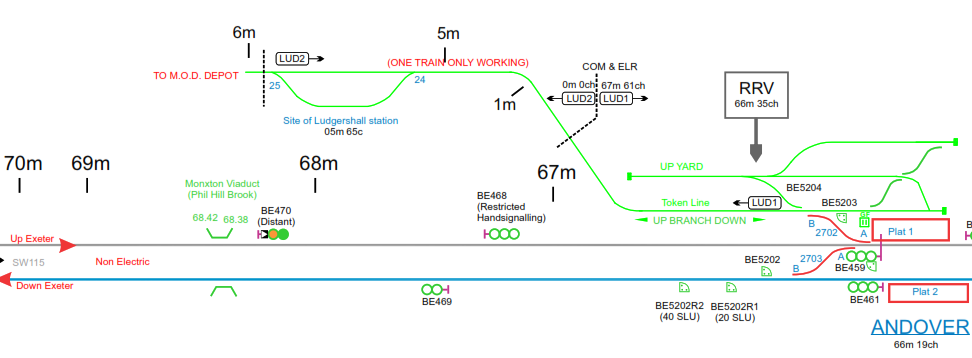 6m
5m
LUD2
(ONE TRAIN ONLY WORKING)
TO M.O.D. DEPOT
25
24
COM & ELR
0m 0ch
67m 61ch
LUD2
LUD1
1m
Site of Ludgershall station
05m 65c
RRV
66m 35ch
70m
69m
68m
67m
UP YARD
BE5204
Monxton Viaduct
(Phil Hill Brook)
68.42
68.38
BE470
(Distant)
BE468
(Restricted
Handsignalling)
Token Line
LUD1
BE5203
UP BRANCH DOWN
GF
B
2702
A
Plat 1
B
Up Exeter
SW115
Non Electric
Down Exeter
BE5202
2703
A
B
BE459
BE469
BE5202R2
(40 SLU)
BE5202R1
(20 SLU)
BE461
Plat 2
ANDOVER
66m 19ch